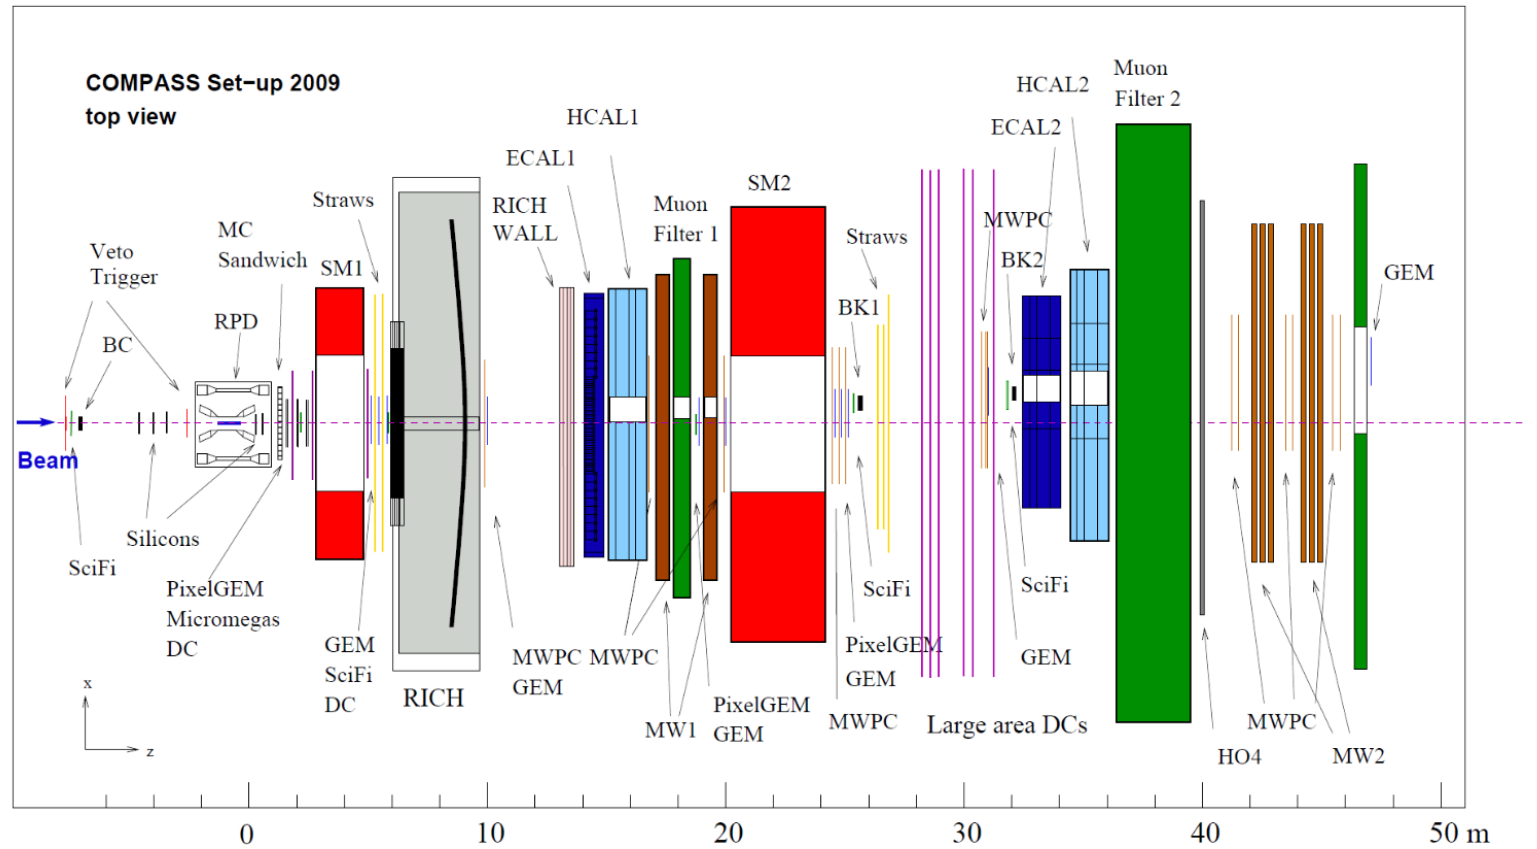 COMPASS Set−up 2009
top view
Veto
Trigger
BC
RPD
MC
Sandwich
Straws
SM1
HCAL1
ECAL1
RICH
WALL
Muon
Filter 1
SM2
Straws
BK1
MWPC
BK2
ECAL2
HCAL2
Muon
Filter 2
GEM
Beam
SciFi
Silicons
PixelGEM
Micromegas
DC
GEM
SciFi
DC
RICH
MWPC
GEM
MWPC
MW1
PixelGEM
GEM
SciFi
PixelGEM
GEM
MWPC
Large area DCs
SciFi
GEM
HO4
MWPC
MW2
x
z
0 10 20 30 40 50 m